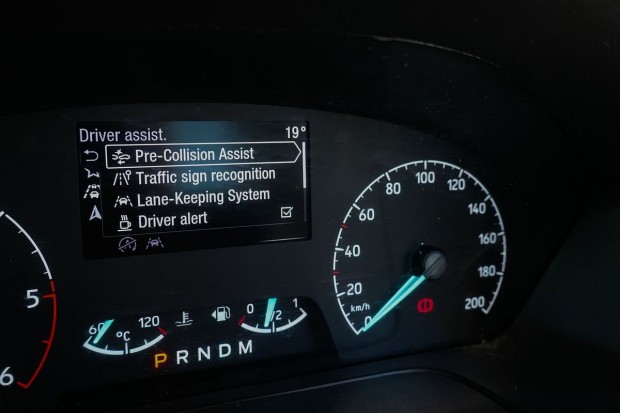 Driver assist. 19°
Pre-Collision Assist
Traffic sign recognition
Lane-Keeping System
Driver alert
5
6
60 °C 120
0 1/2 1
P R N D M
0 20 40 60 80 100 120 140 160 180 200
km/h